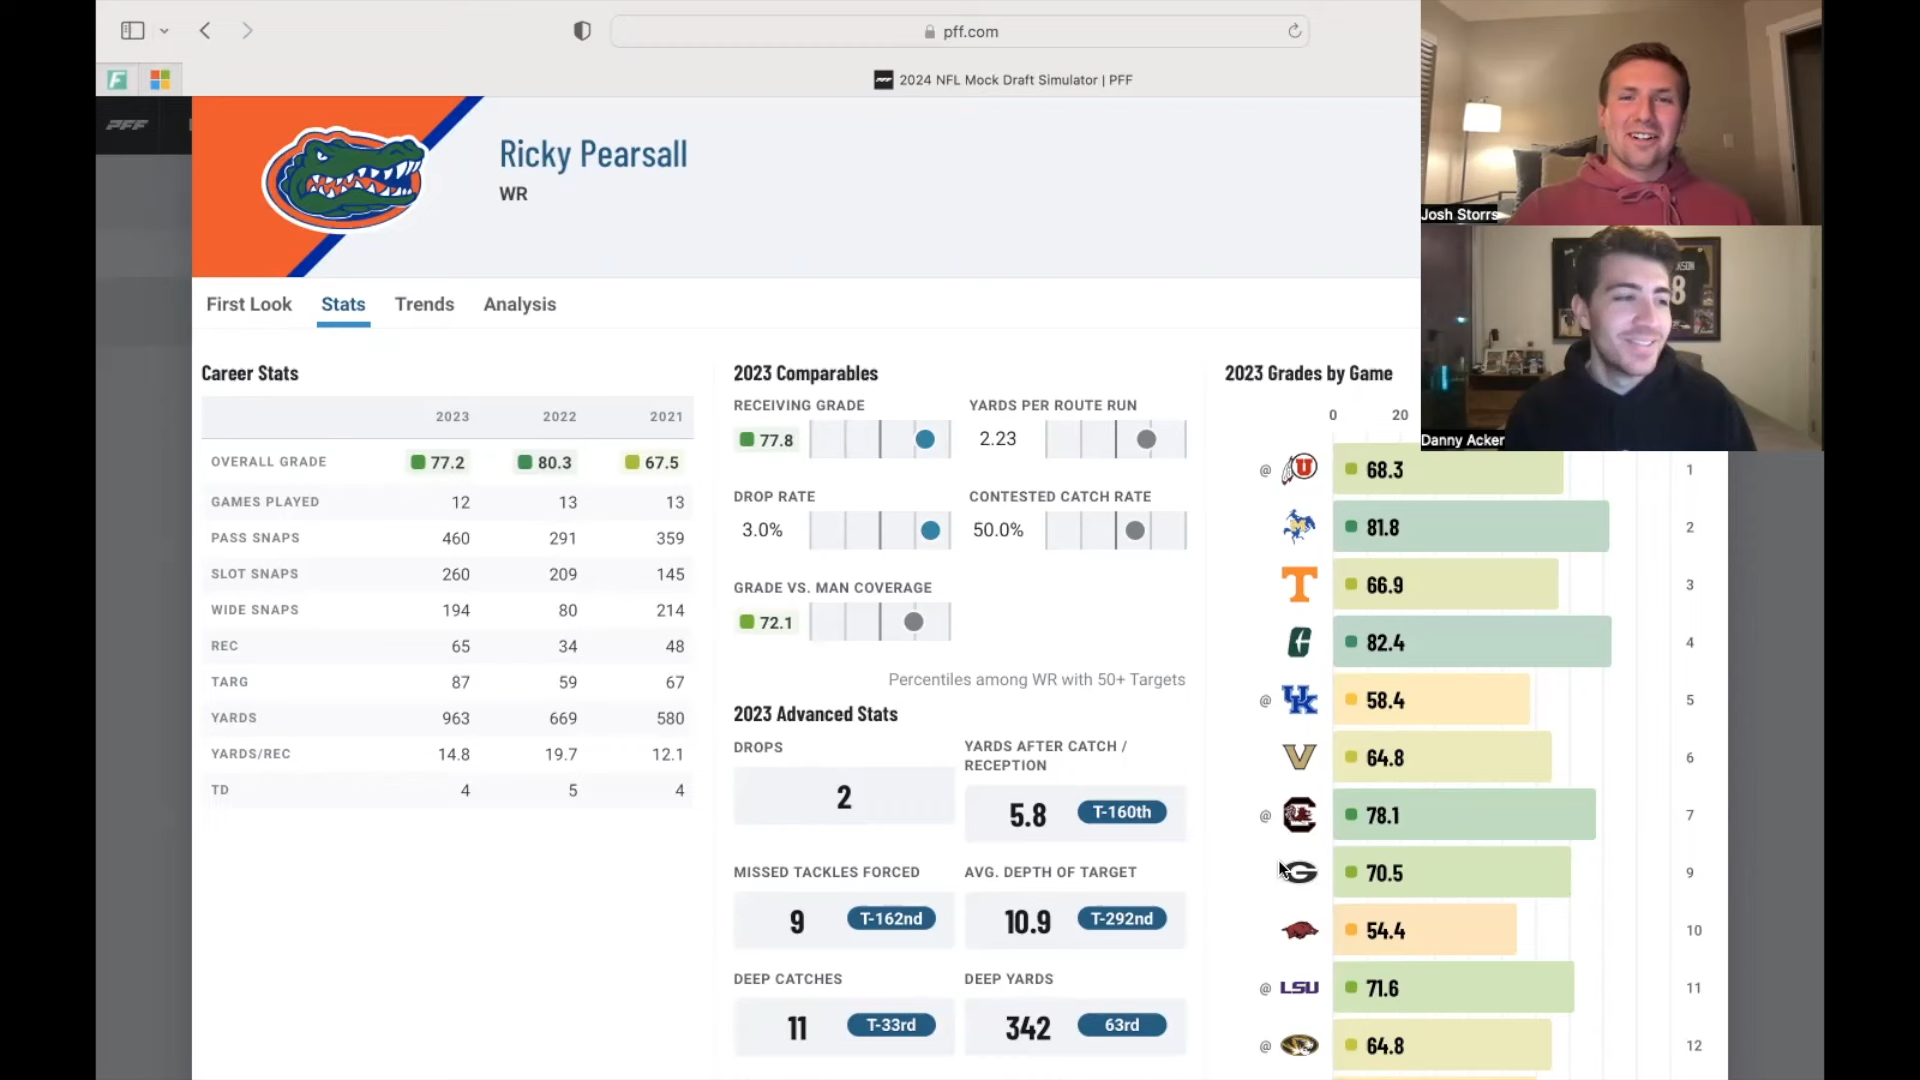 pff.com
2024 NFL Mock Draft Simulator | PFF
PFF
Ricky Pearsall
WR
Josh Storrs
KSON
8
Danny Acker
First Look Stats Trends Analysis
Career Stats
2023 2022 2021
OVERALL GRADE 77.2 80.3 67.5
GAMES PLAYED 12 13 13
PASS SNAPS 460 291 359
SLOT SNAPS 260 209 145
WIDE SNAPS 194 80 214
REC 65 34 48
TARG 87 59 67
YARDS 963 669 580
YARDS/REC 14.8 19.7 12.1
TD 4 5 4
2023 Comparables
RECEIVING GRADE YARDS PER ROUTE RUN
77.8 2.23
DROP RATE CONTESTED CATCH RATE
3.0% 50.0%
GRADE VS. MAN COVERAGE
72.1
Percentiles among WR with 50+ Targets
2023 Advanced Stats
DROPS
2
YARDS AFTER CATCH /
RECEPTION
5.8 T-160th
MISSED TACKLES FORCED AVG. DEPTH OF TARGET
9 T-162nd 10.9 T-292nd
DEEP CATCHES DEEP YARDS
11 T-33rd 342 63rd
2023 Grades by Game
0 20
@ U 68.3 1
M 81.8 2
T 66.9 3
C 82.4 4
@ UK 58.4 5
V 64.8 6
@ C 78.1 7
G 70.5 9
54.4 10
@ LSU 71.6 11
@ 64.8 12